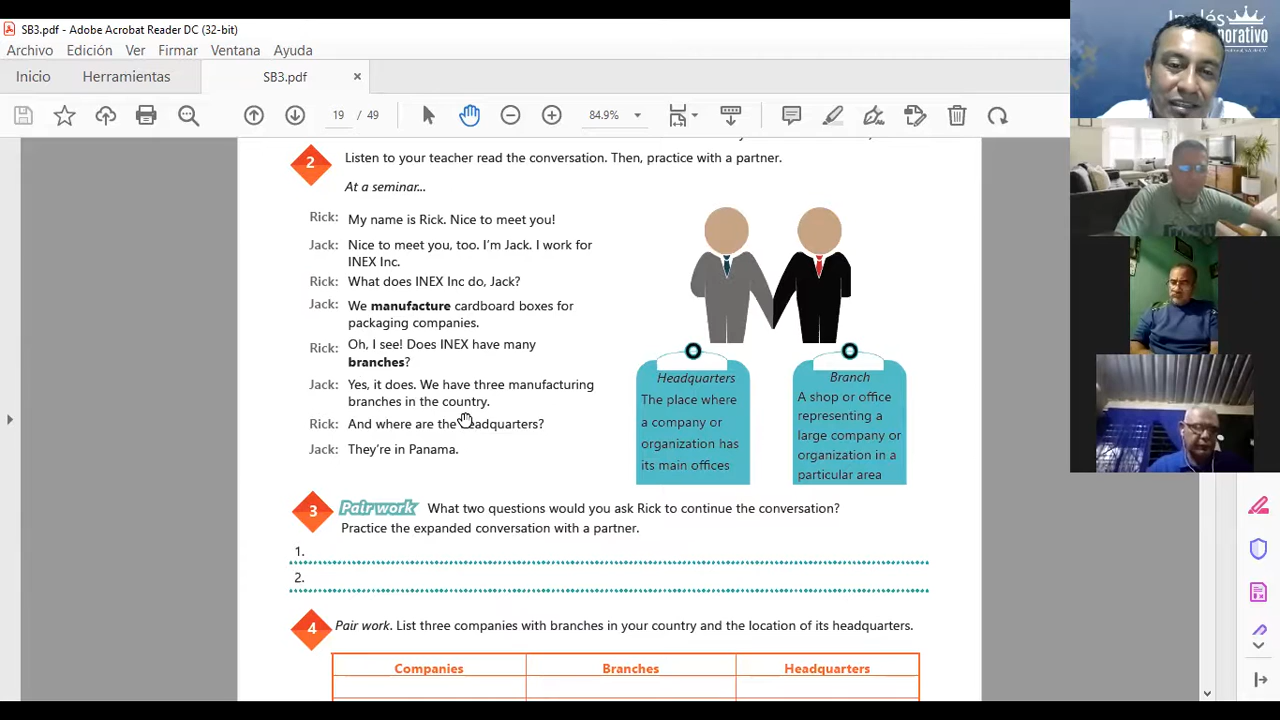 SB3.pdf - Adobe Acrobat Reader DC (32-bit)
Archivo Edición Ver Firmar Ventana Ayuda
Inicio Herramientas SB3.pdf ×
19 / 49 84.9%
2 Listen to your teacher read the conversation. Then, practice with a partner.
At a seminar...
Rick: My name is Rick. Nice to meet you!
Jack: Nice to meet you, too. I'm Jack. I work for
INEX Inc.
Rick: What does INEX Inc do, Jack?
Jack: We manufacture cardboard boxes for
packaging companies.
Rick: Oh, I see! Does INEX have many
branches?
Jack: Yes, it does. We have three manufacturing
branches in the country.
Rick: And where are the headquarters?
Jack: They're in Panama.
Headquarters
The place where
a company or
organization has
its main offices
Branch
A shop or office
representing a
large company or
organization in a
particular area
3 Pair work What two questions would you ask Rick to continue the conversation?
Practice the expanded conversation with a partner.
1.
2.
4 Pair work. List three companies with branches in your country and the location of its headquarters.
Companies Branches Headquarters
Inglés